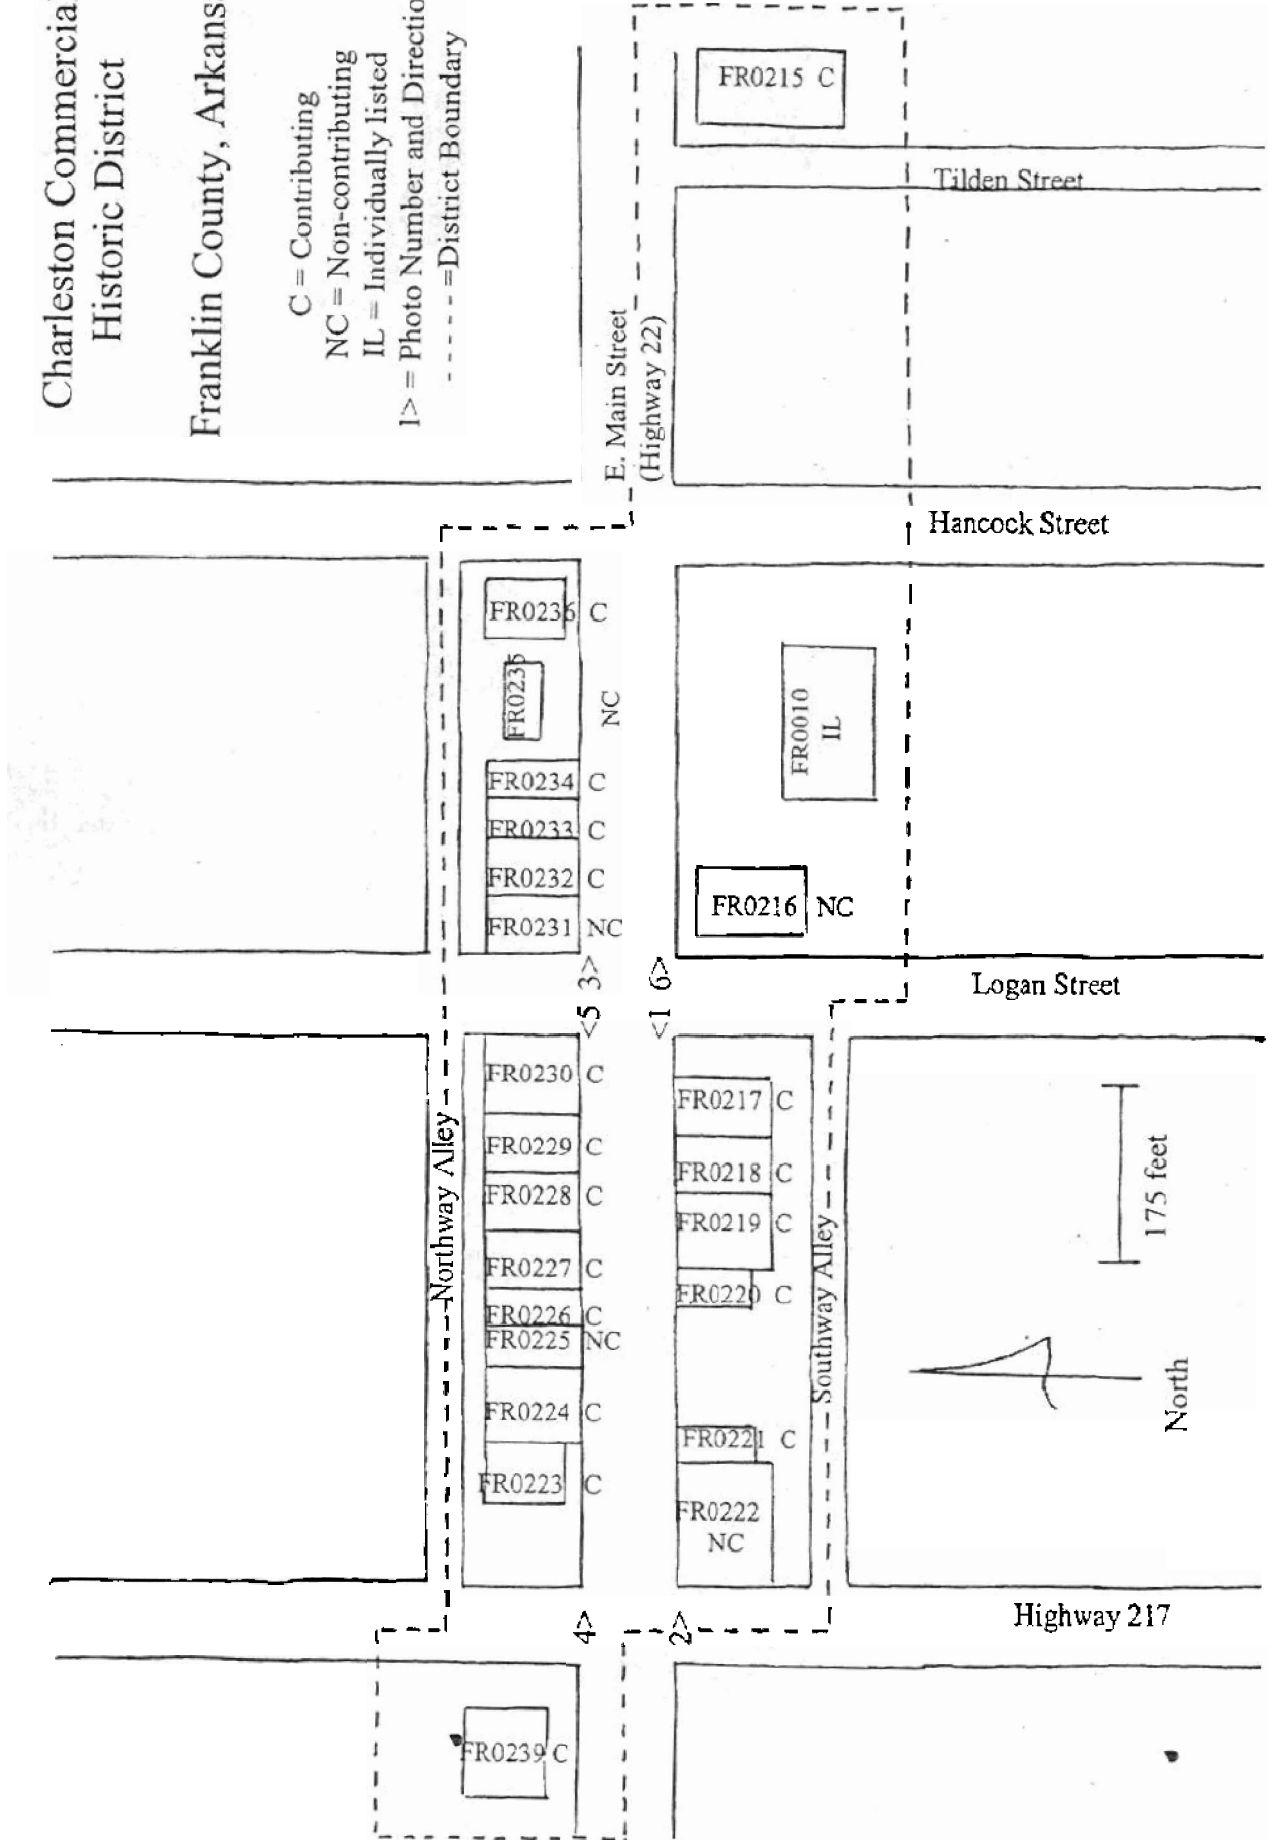 Charleston Commercia
Historic District
Franklin County, Arkans
C = Contributing
NC = Non-contributing
IL = Individually listed
1> = Photo Number and Directio
- - - - - =District Boundary
FR0215 C
Tilden Street
E. Main Street
(Highway 22)
Hancock Street
FR0236 C
FR0235
NC
FR0234 C
FR0233 C
FR0232 C
FR0231 NC
FR0010
IL
FR0216 NC
3>
6>
Logan Street
<5
<1
FR0230 C
FR0229 C
FR0228 C
FR0227 C
FR0226 C
FR0225 NC
FR0224 C
FR0223 C
Northway Alley
FR0217 C
FR0218 C
FR0219 C
FR0220 C
FR0221 C
FR0222
NC
Southway Alley
175 feet
North
Highway 217
4>
2>
FR0239 C